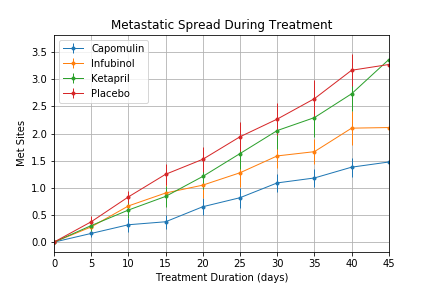 Metastatic Spread During Treatment
Capomulin
Infubinol
Ketapril
Placebo
3.5
3.0
2.5
2.0
1.5
1.0
0.5
0.0
Met Sites
0 5 10 15 20 25 30 35 40 45
Treatment Duration (days)